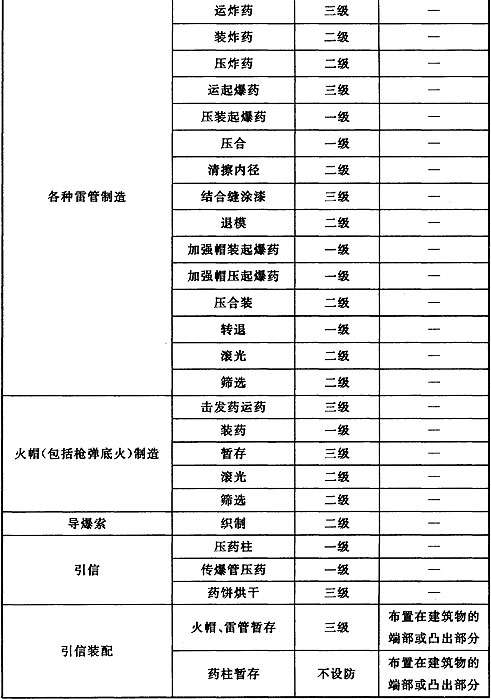 运炸药 三级 —
装炸药 二级 —
压炸药 二级 —
运起爆药 三级 —
压装起爆药 一级 —
压合 一级 —
各种雷管制造 清擦内径 二级 —
结合缝涂漆 三级 —
退模 二级 —
加强帽装起爆药 一级 —
加强帽压起爆药 一级 —
压合装 二级 —
转退 一级 —
滚光 二级 —
筛选 二级 —
击发药运药 三级 —
装药 一级 —
火帽(包括枪弹底火)制造 暂存 三级 —
滚光 二级 —
筛选 二级 —
导爆索 织制 二级 —
压药柱 一级 —
引信 传爆管压药 一级 —
药饼烘干 三级 —
引信装配 火帽、雷管暂存 三级 布置在建筑物的
端部或凸出部分
药柱暂存 不设防 布置在建筑物的
端部或凸出部分